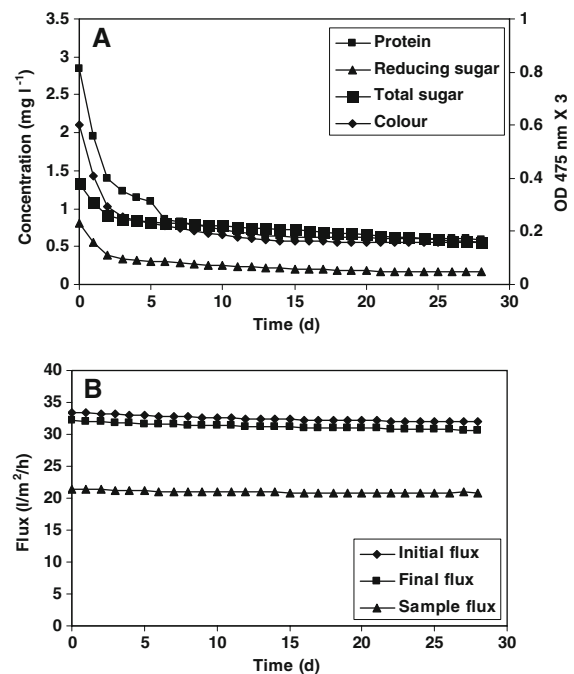 A
Protein
Reducing sugar
Total sugar
Colour
3.5
3
2.5
2
1.5
1
0.5
0
Concentration (mg l⁻¹)
1
0.8
0.6
0.4
0.2
0
OD 475 nm X 3
0 5 10 15 20 25 30
Time (d)
B
40
35
30
25
20
15
10
5
0
Flux (l/m²/h)
Initial flux
Final flux
Sample flux
0 5 10 15 20 25 30
Time (d)